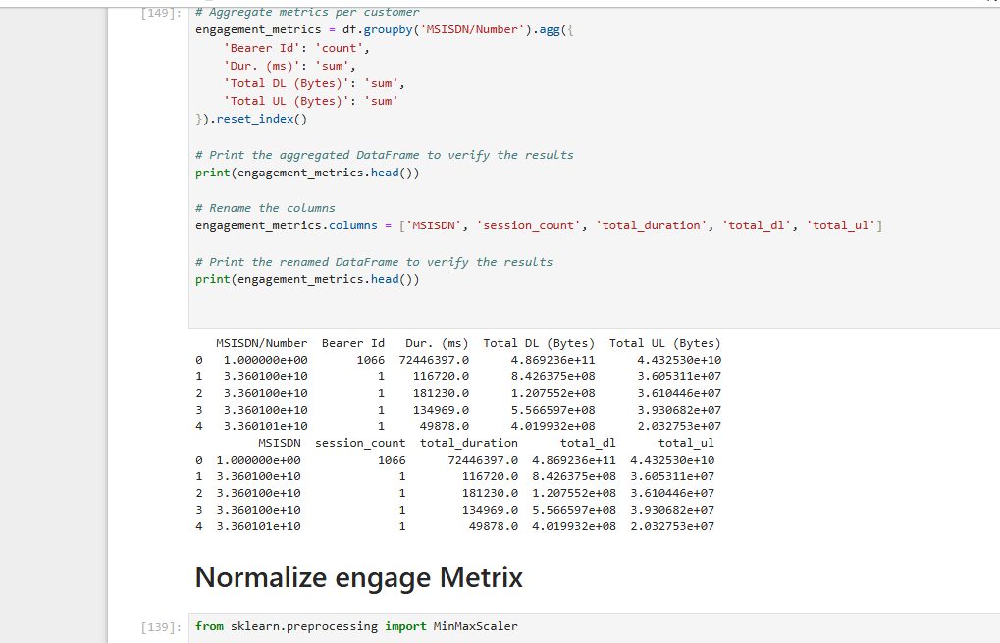 [149]: # Aggregate metrics per customer
engagement_metrics = df.groupby('MSISDN/Number').agg({
    'Bearer Id': 'count',
    'Dur. (ms)': 'sum',
    'Total DL (Bytes)': 'sum',
    'Total UL (Bytes)': 'sum'
}).reset_index()

# Print the aggregated DataFrame to verify the results
print(engagement_metrics.head())

# Rename the columns
engagement_metrics.columns = ['MSISDN', 'session_count', 'total_duration', 'total_dl', 'total_ul']

# Print the renamed DataFrame to verify the results
print(engagement_metrics.head())

   MSISDN/Number  Bearer Id   Dur. (ms)  Total DL (Bytes)  Total UL (Bytes)
0   1.000000e+00       1066  72446397.0      4.869236e+11      4.432530e+10
1   3.360100e+10          1    116720.0      8.426375e+08      3.605311e+07
2   3.360100e+10          1    181230.0      1.207552e+08      3.610446e+07
3   3.360100e+10          1    134969.0      5.566597e+08      3.930682e+07
4   3.360101e+10          1     49878.0      4.019932e+08      2.032753e+07
         MSISDN  session_count  total_duration      total_dl      total_ul
0  1.000000e+00           1066      72446397.0  4.869236e+11  4.432530e+10
1  3.360100e+10              1        116720.0  8.426375e+08  3.605311e+07
2  3.360100e+10              1        181230.0  1.207552e+08  3.610446e+07
3  3.360100e+10              1        134969.0  5.566597e+08  3.930682e+07
4  3.360101e+10              1         49878.0  4.019932e+08  2.032753e+07

Normalize engage Metrix

[139]: from sklearn.preprocessing import MinMaxScaler